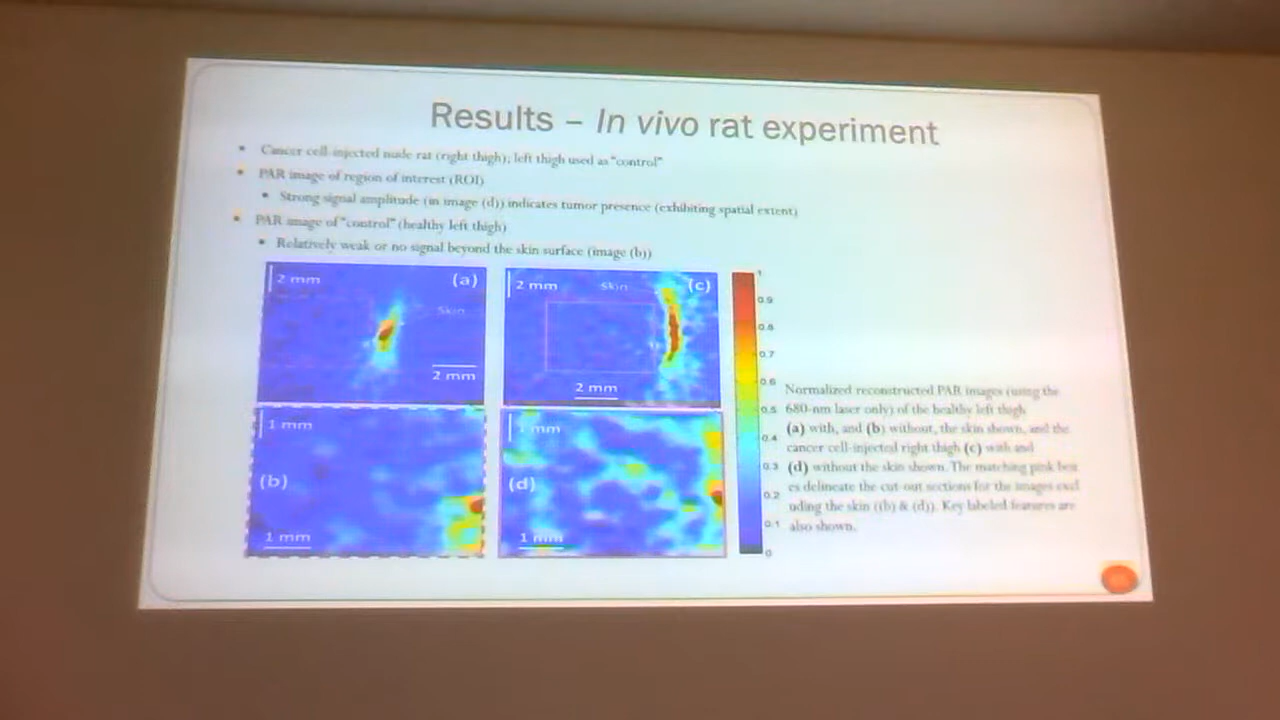 Results – In vivo rat experiment
• Cancer cell-injected nude rat (right thigh); left thigh used as "control"
• PAR image of region of interest (ROI)
• Strong signal amplitude (in image (d)) indicates tumor presence (exhibiting spatial extent)
• PAR image of "control" (healthy left thigh)
• Relatively weak or no signal beyond the skin surface (image (b))
2 mm (a)
Skin
2 mm
2 mm Skin (c)
2 mm
1 mm
(b)
1 mm
1 mm
(d)
1 mm
1
0.9
0.8
0.7
0.6
0.5
0.4
0.3
0.2
0.1
0
Normalized reconstructed PAR images (using the
680-nm laser only) of the healthy left thigh
(a) with, and (b) without, the skin shown, and the
cancer cell-injected right thigh (c) with and
(d) without the skin shown. The matching pink box
es delineate the cut-out sections for the images excl
uding the skin ((b) & (d)). Key labeled features are
also shown.